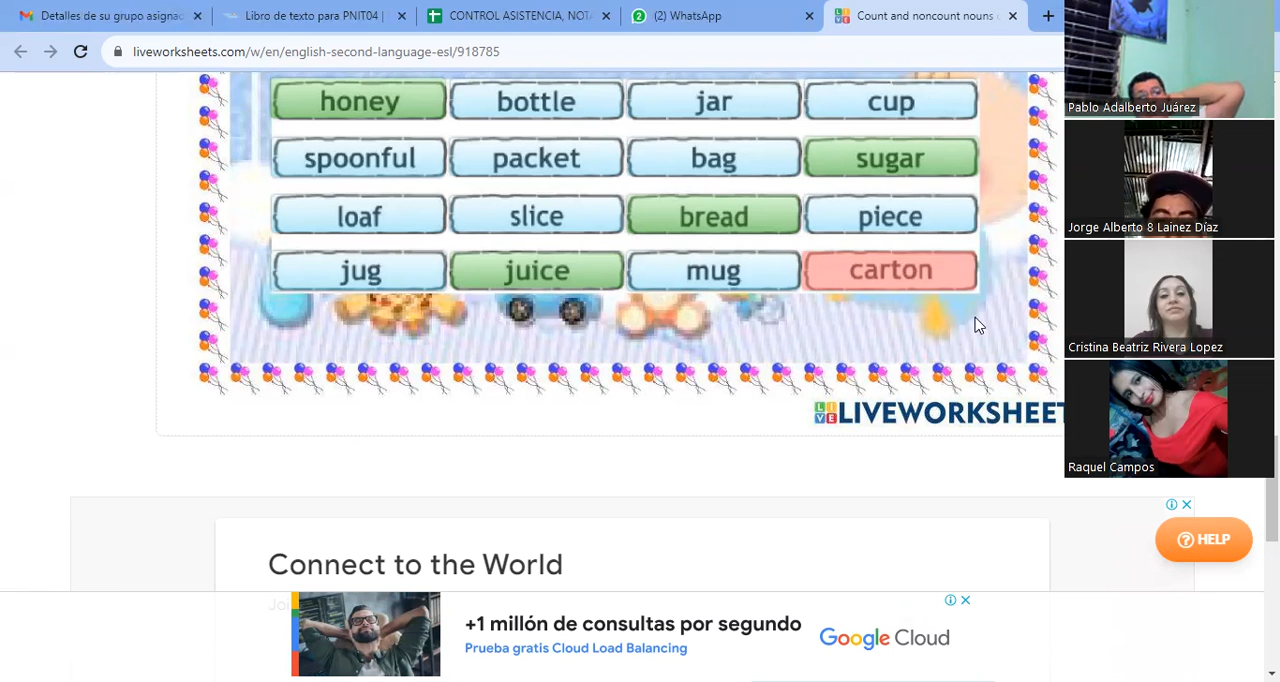 Detalles de su grupo asignad
Libro de texto para PNIT04 |
CONTROL ASISTENCIA, NOTA
(2) WhatsApp
Count and noncount nouns
liveworksheets.com/w/en/english-second-language-esl/918785
honey bottle jar cup
spoonful packet bag sugar
loaf slice bread piece
jug juice mug carton
LIVEWORKSHEET
Pablo Adalberto Juárez
Jorge Alberto 8 Lainez Díaz
Cristina Beatriz Rivera Lopez
Raquel Campos
HELP
Connect to the World
+1 millón de consultas por segundo
Prueba gratis Cloud Load Balancing
Google Cloud